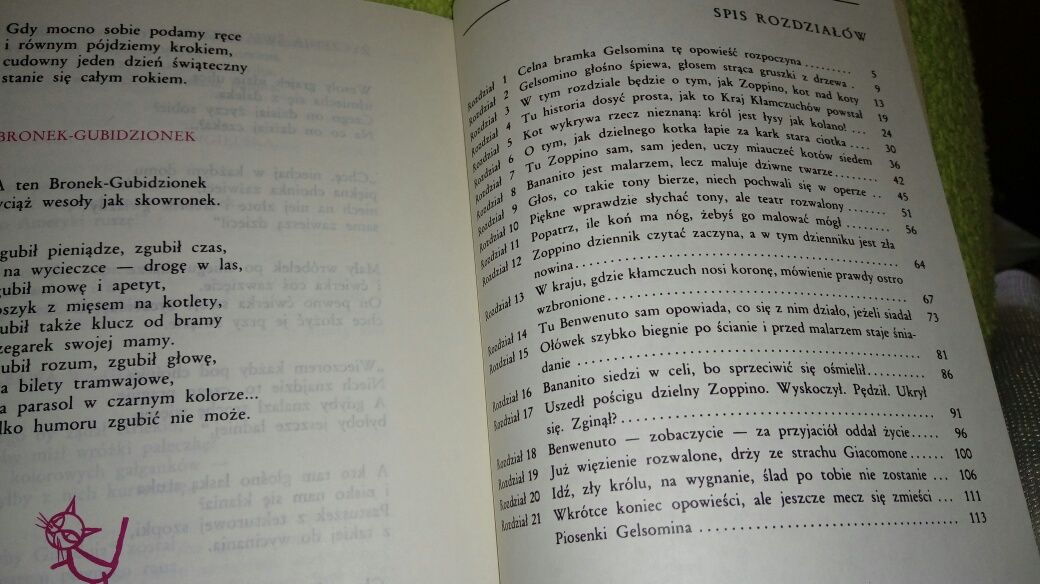 Gdy mocno sobie podamy ręce
i równym pójdziemy krokiem,
cudowny jeden dzień świąteczny
stanie się całym rokiem.
BRONEK-GUBIDZIONEK
A ten Bronek-Gubidzionek
wesoły jak skowronek.
zgubił czas,
na wycieczce — drogę w las,
mowę i apetyt,
z mięsem na kotlety,
także klucz od bramy
swojej mamy.
rozum, zgubił głowę,
bilety tramwajowe,
parasol w czarnym kolorze...
humoru zgubić nie może.
SPIS ROZDZIAŁÓW
Rozdział 1 Celna bramka Gelsomina tę opowieść rozpoczyna ......... 5
Rozdział 2 Gelsomino głośno śpiewa, głosem strąca gruszki z drzewa . 9
Rozdział 3 W tym rozdziale będzie o tym, jak Zoppino, kot nad koty 13
Rozdział 4 Tu historia dosyć prosta, jak to Kraj Kłamczuchów powstał 19
Rozdział 5 Kot wykrywa rzecz nieznaną: król jest łysy jak kolano! ... 24
Rozdział 6 O tym, jak dzielnego kotka łapie za kark stara ciotka .... 30
Rozdział 7 Tu Zoppino sam, sam jeden, uczy miauczeć kotów siedem 36
Rozdział 8 Bananito jest malarzem, lecz maluje dziwne twarze....... 42
Rozdział 9 Głos, co takie tony bierze, niech pochwali się w operze .. 45
Rozdział 10 Piękne wprawdzie słychać tony, ale teatr rozwalony ....... 51
Rozdział 11 Popatrz, ile koń ma nóg, żebyś go malować mógł ........ 56
Rozdział 12 Zoppino dziennik czytać zaczyna, a w tym dzienniku jest zła
nowina.................................... 64
Rozdział 13 W kraju, gdzie kłamczuch nosi koronę, mówienie prawdy ostro
wzbronione................................ 67
Rozdział 14 Tu Benwenuto sam opowiada, co się z nim działo, jeżeli siadał 73
Rozdział 15 Ołówek szybko biegnie po ścianie i przed malarzem staje śnia-
danie .................................... 81
Rozdział 16 Bananito siedzi w celi, bo sprzeciwić się ośmielił........ 86
Rozdział 17 Uszedł pościgu dzielny Zoppino. Wyskoczył. Pędził. Ukrył
się. Zginął?............................... 91
Rozdział 18 Benwenuto — zobaczycie — za przyjaciół oddał życie..... 96
Rozdział 19 Już więzienie rozwalone, drży ze strachu Giacomone.... 100
Rozdział 20 Idź, zły królu, na wygnanie, ślad po tobie nie zostanie ... 106
Rozdział 21 Wkrótce koniec opowieści, ale jeszcze mecz się zmieści ... 111
Piosenki Gelsomina ............................ 113